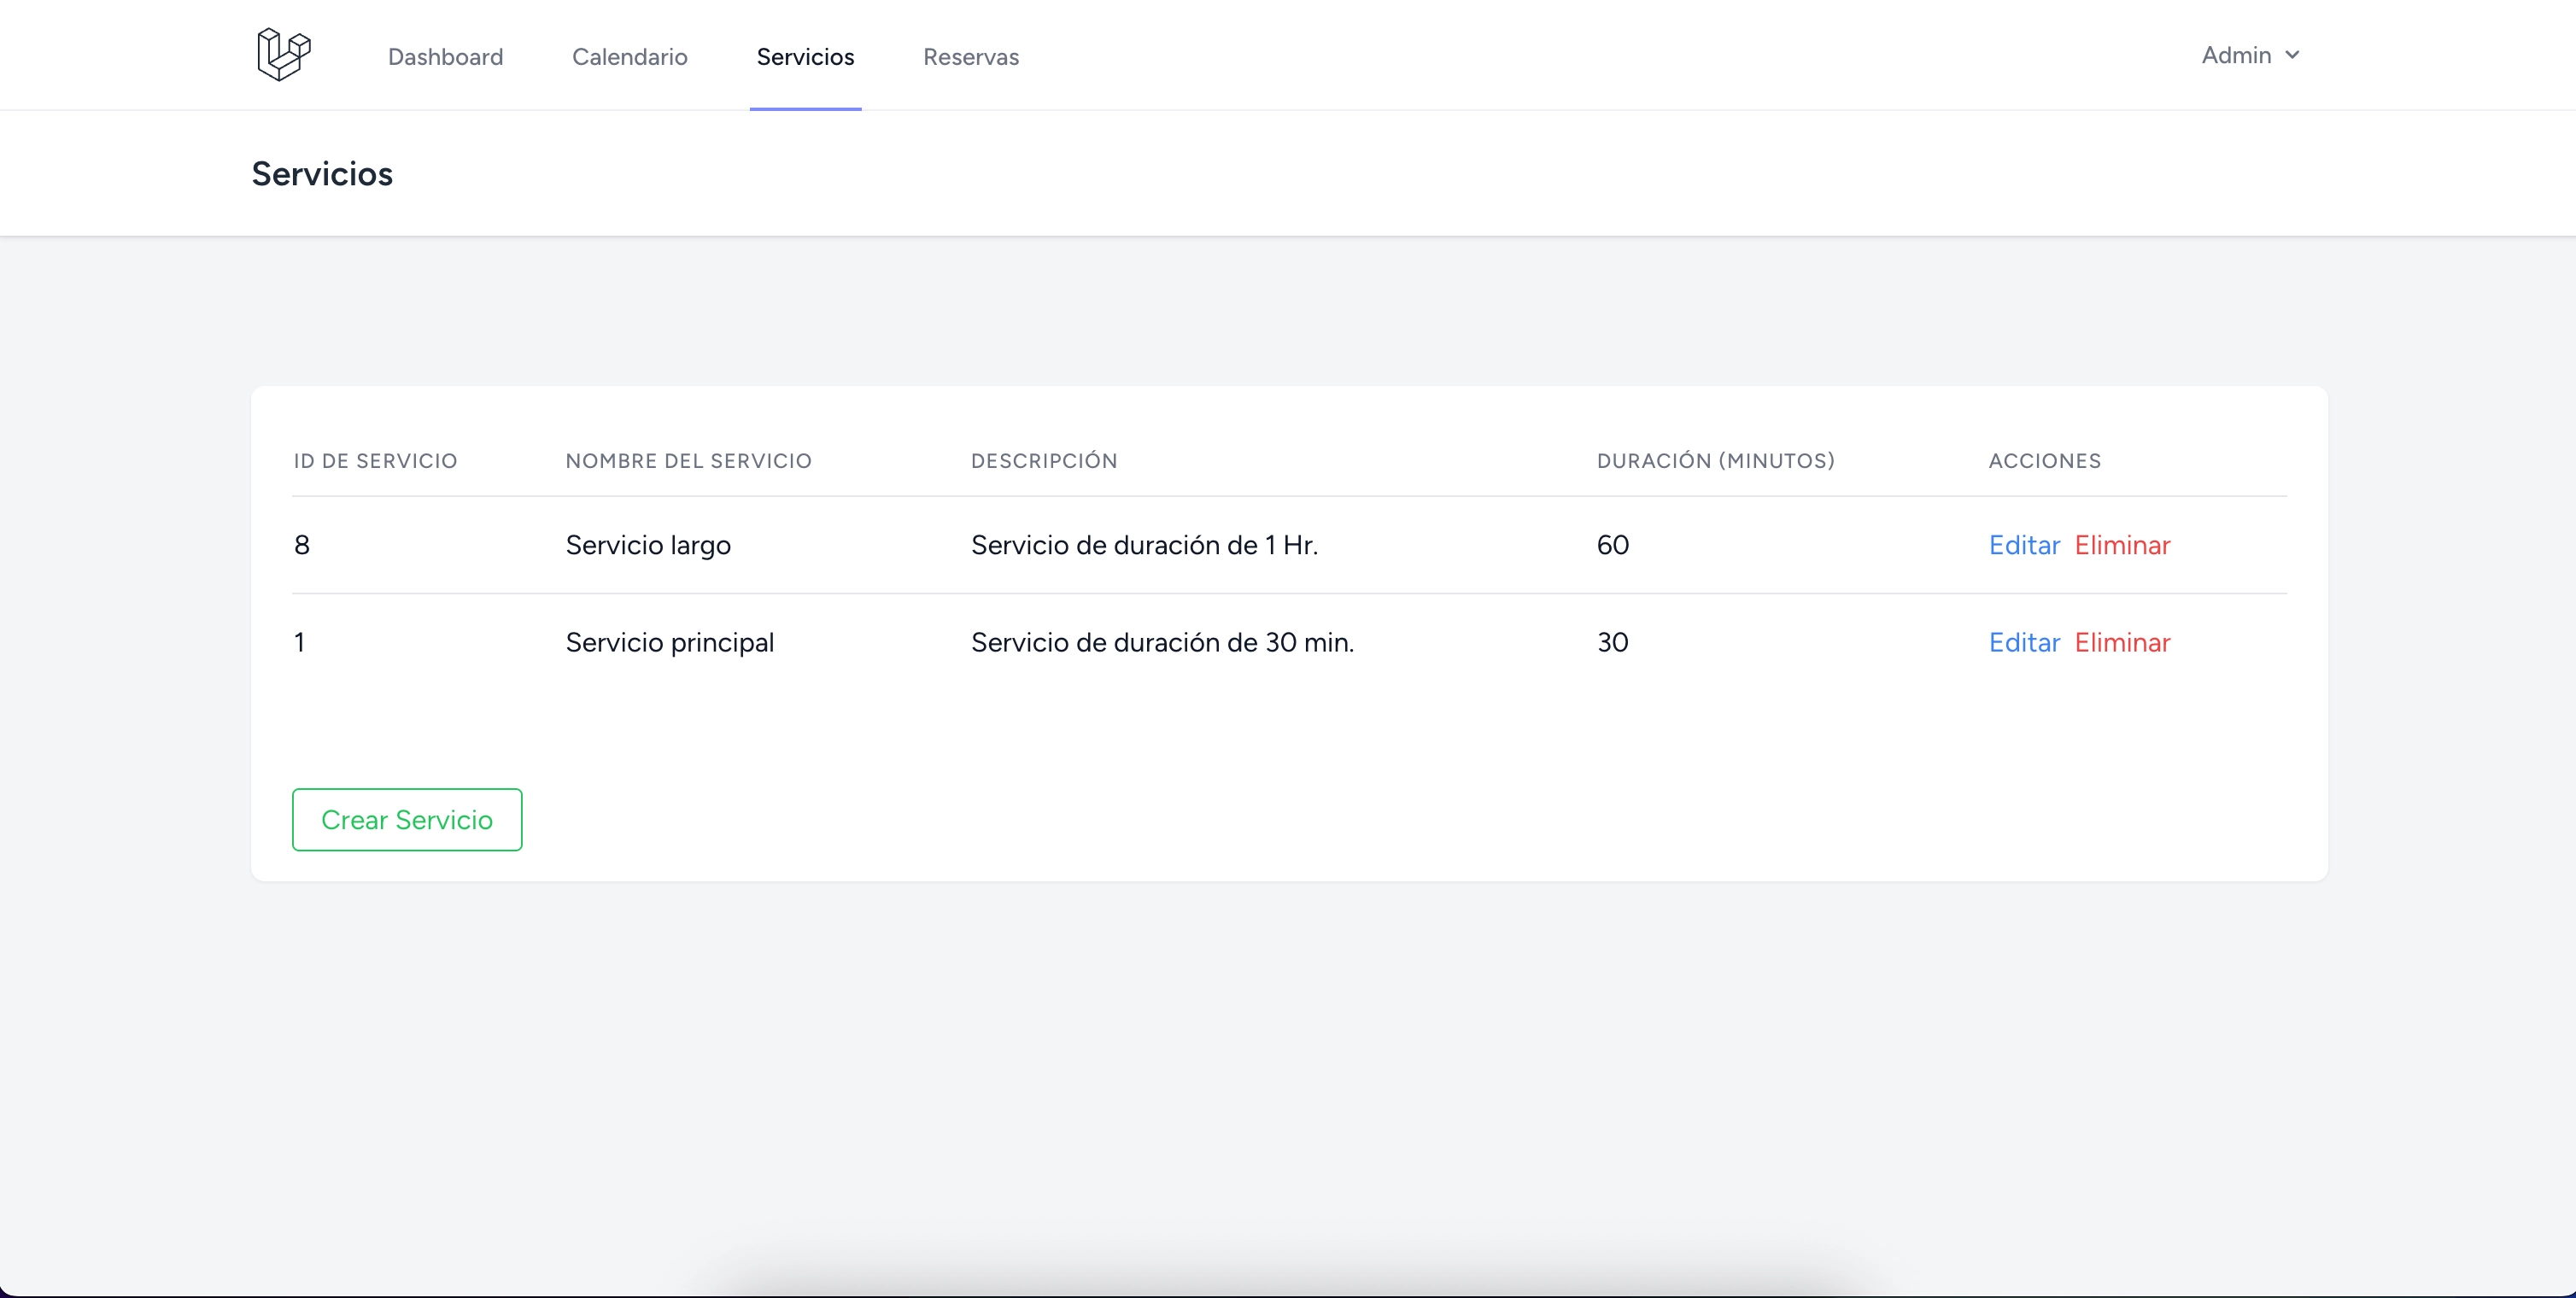 Dashboard Calendario Servicios Reservas Admin
Servicios
ID DE SERVICIO NOMBRE DEL SERVICIO DESCRIPCIÓN DURACIÓN (MINUTOS) ACCIONES
8 Servicio largo Servicio de duración de 1 Hr. 60 Editar Eliminar
1 Servicio principal Servicio de duración de 30 min. 30 Editar Eliminar
Crear Servicio